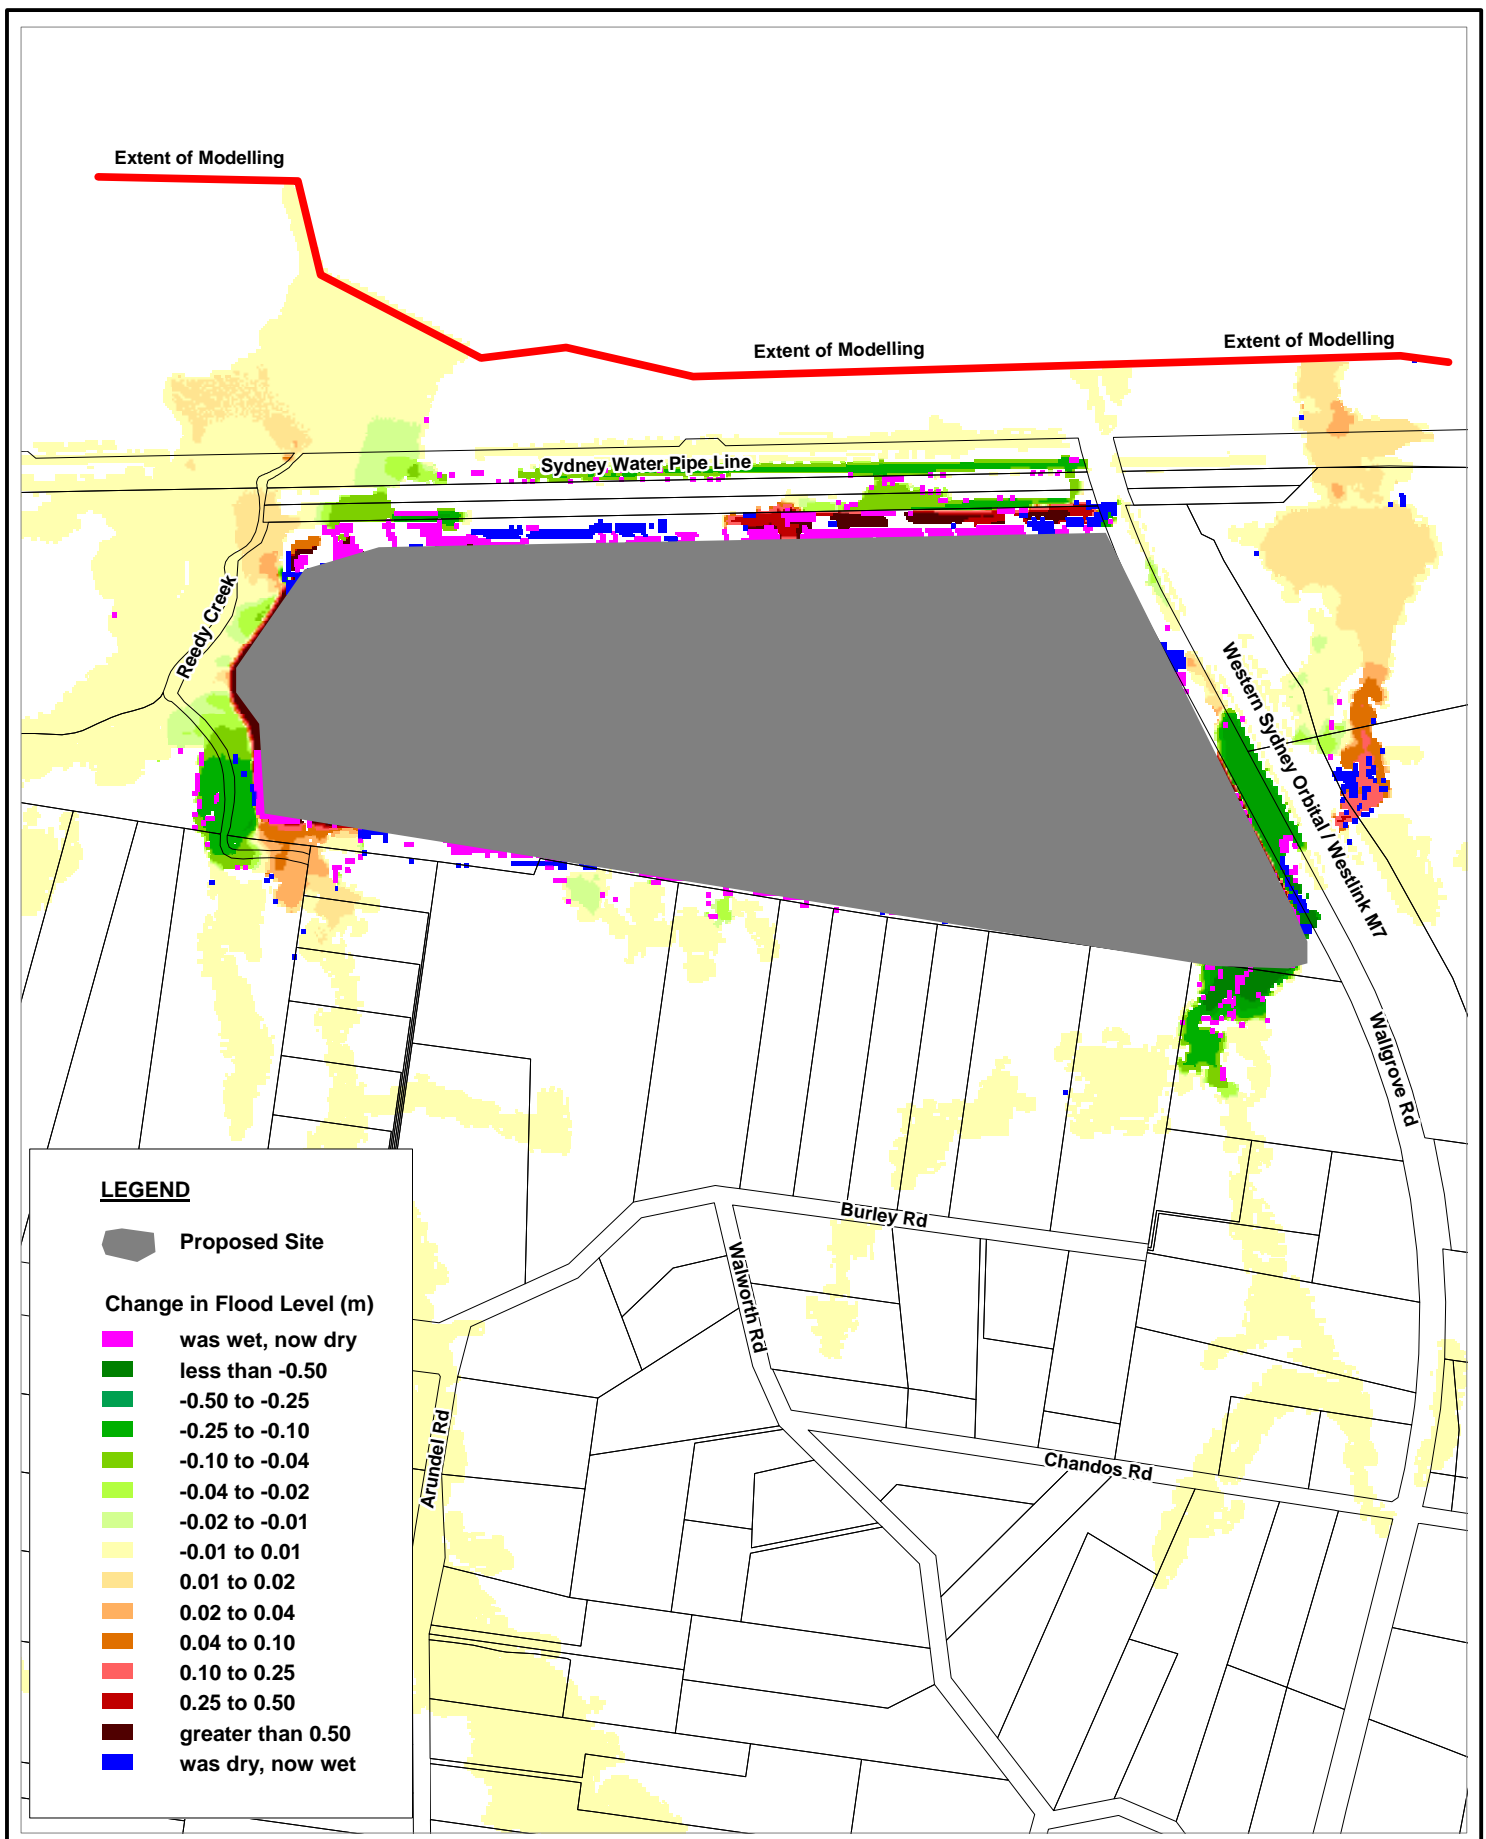 Extent of Modelling
Extent of Modelling
Extent of Modelling
Sydney Water Pipe Line
Reedy Creek
Western Sydney Orbital / Westlink M7
Wallgrove Rd
Burley Rd
Walworth Rd
Arundel Rd
Chandos Rd
LEGEND
Proposed Site
Change in Flood Level (m)
was wet, now dry
less than -0.50
-0.50 to -0.25
-0.25 to -0.10
-0.10 to -0.04
-0.04 to -0.02
-0.02 to -0.01
-0.01 to 0.01
0.01 to 0.02
0.02 to 0.04
0.04 to 0.10
0.10 to 0.25
0.25 to 0.50
greater than 0.50
was dry, now wet